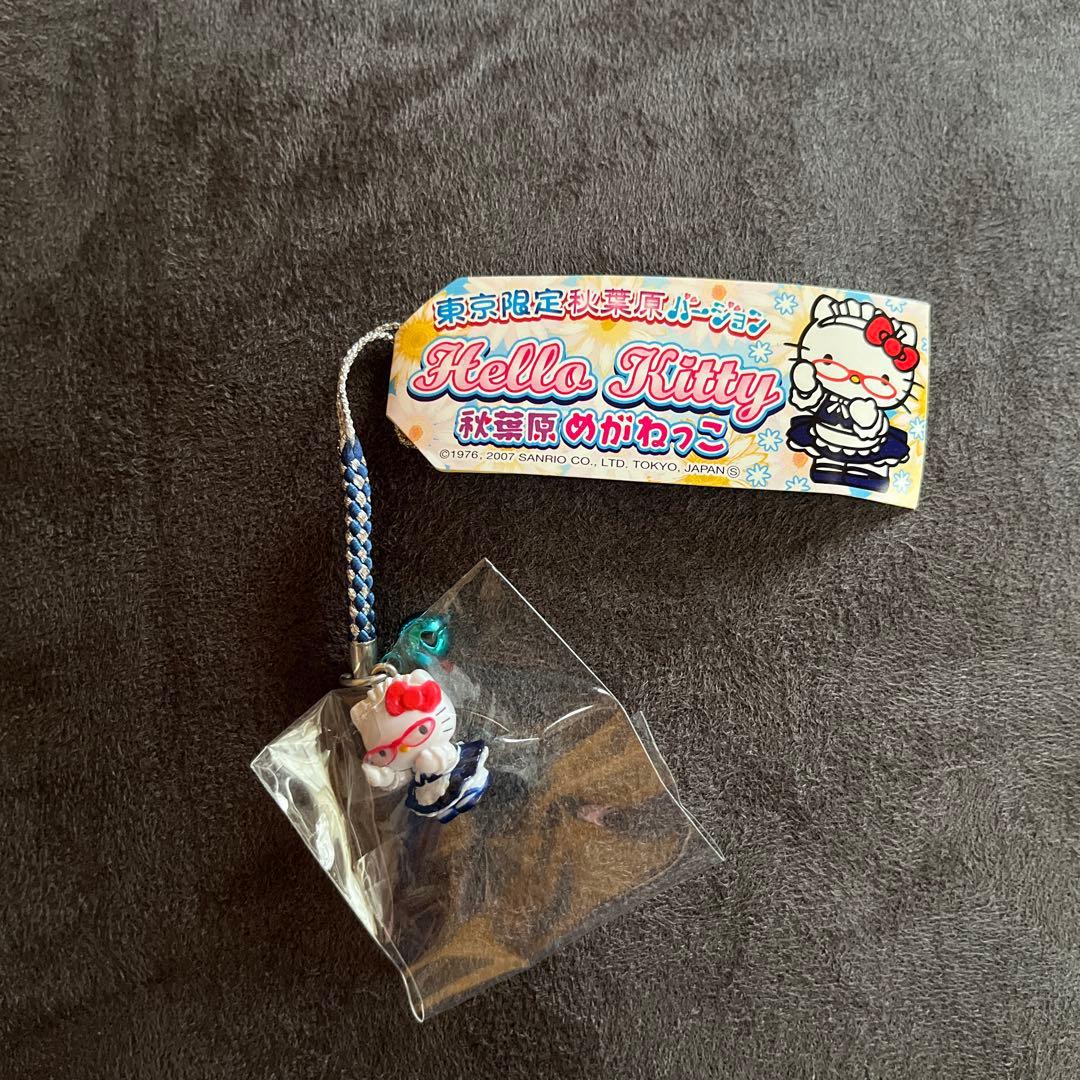 東京限定秋葉原バージョン
Hello Kitty
秋葉原めがねっこ
©1976, 2007 SANRIO CO., LTD. TOKYO, JAPAN Ⓢ